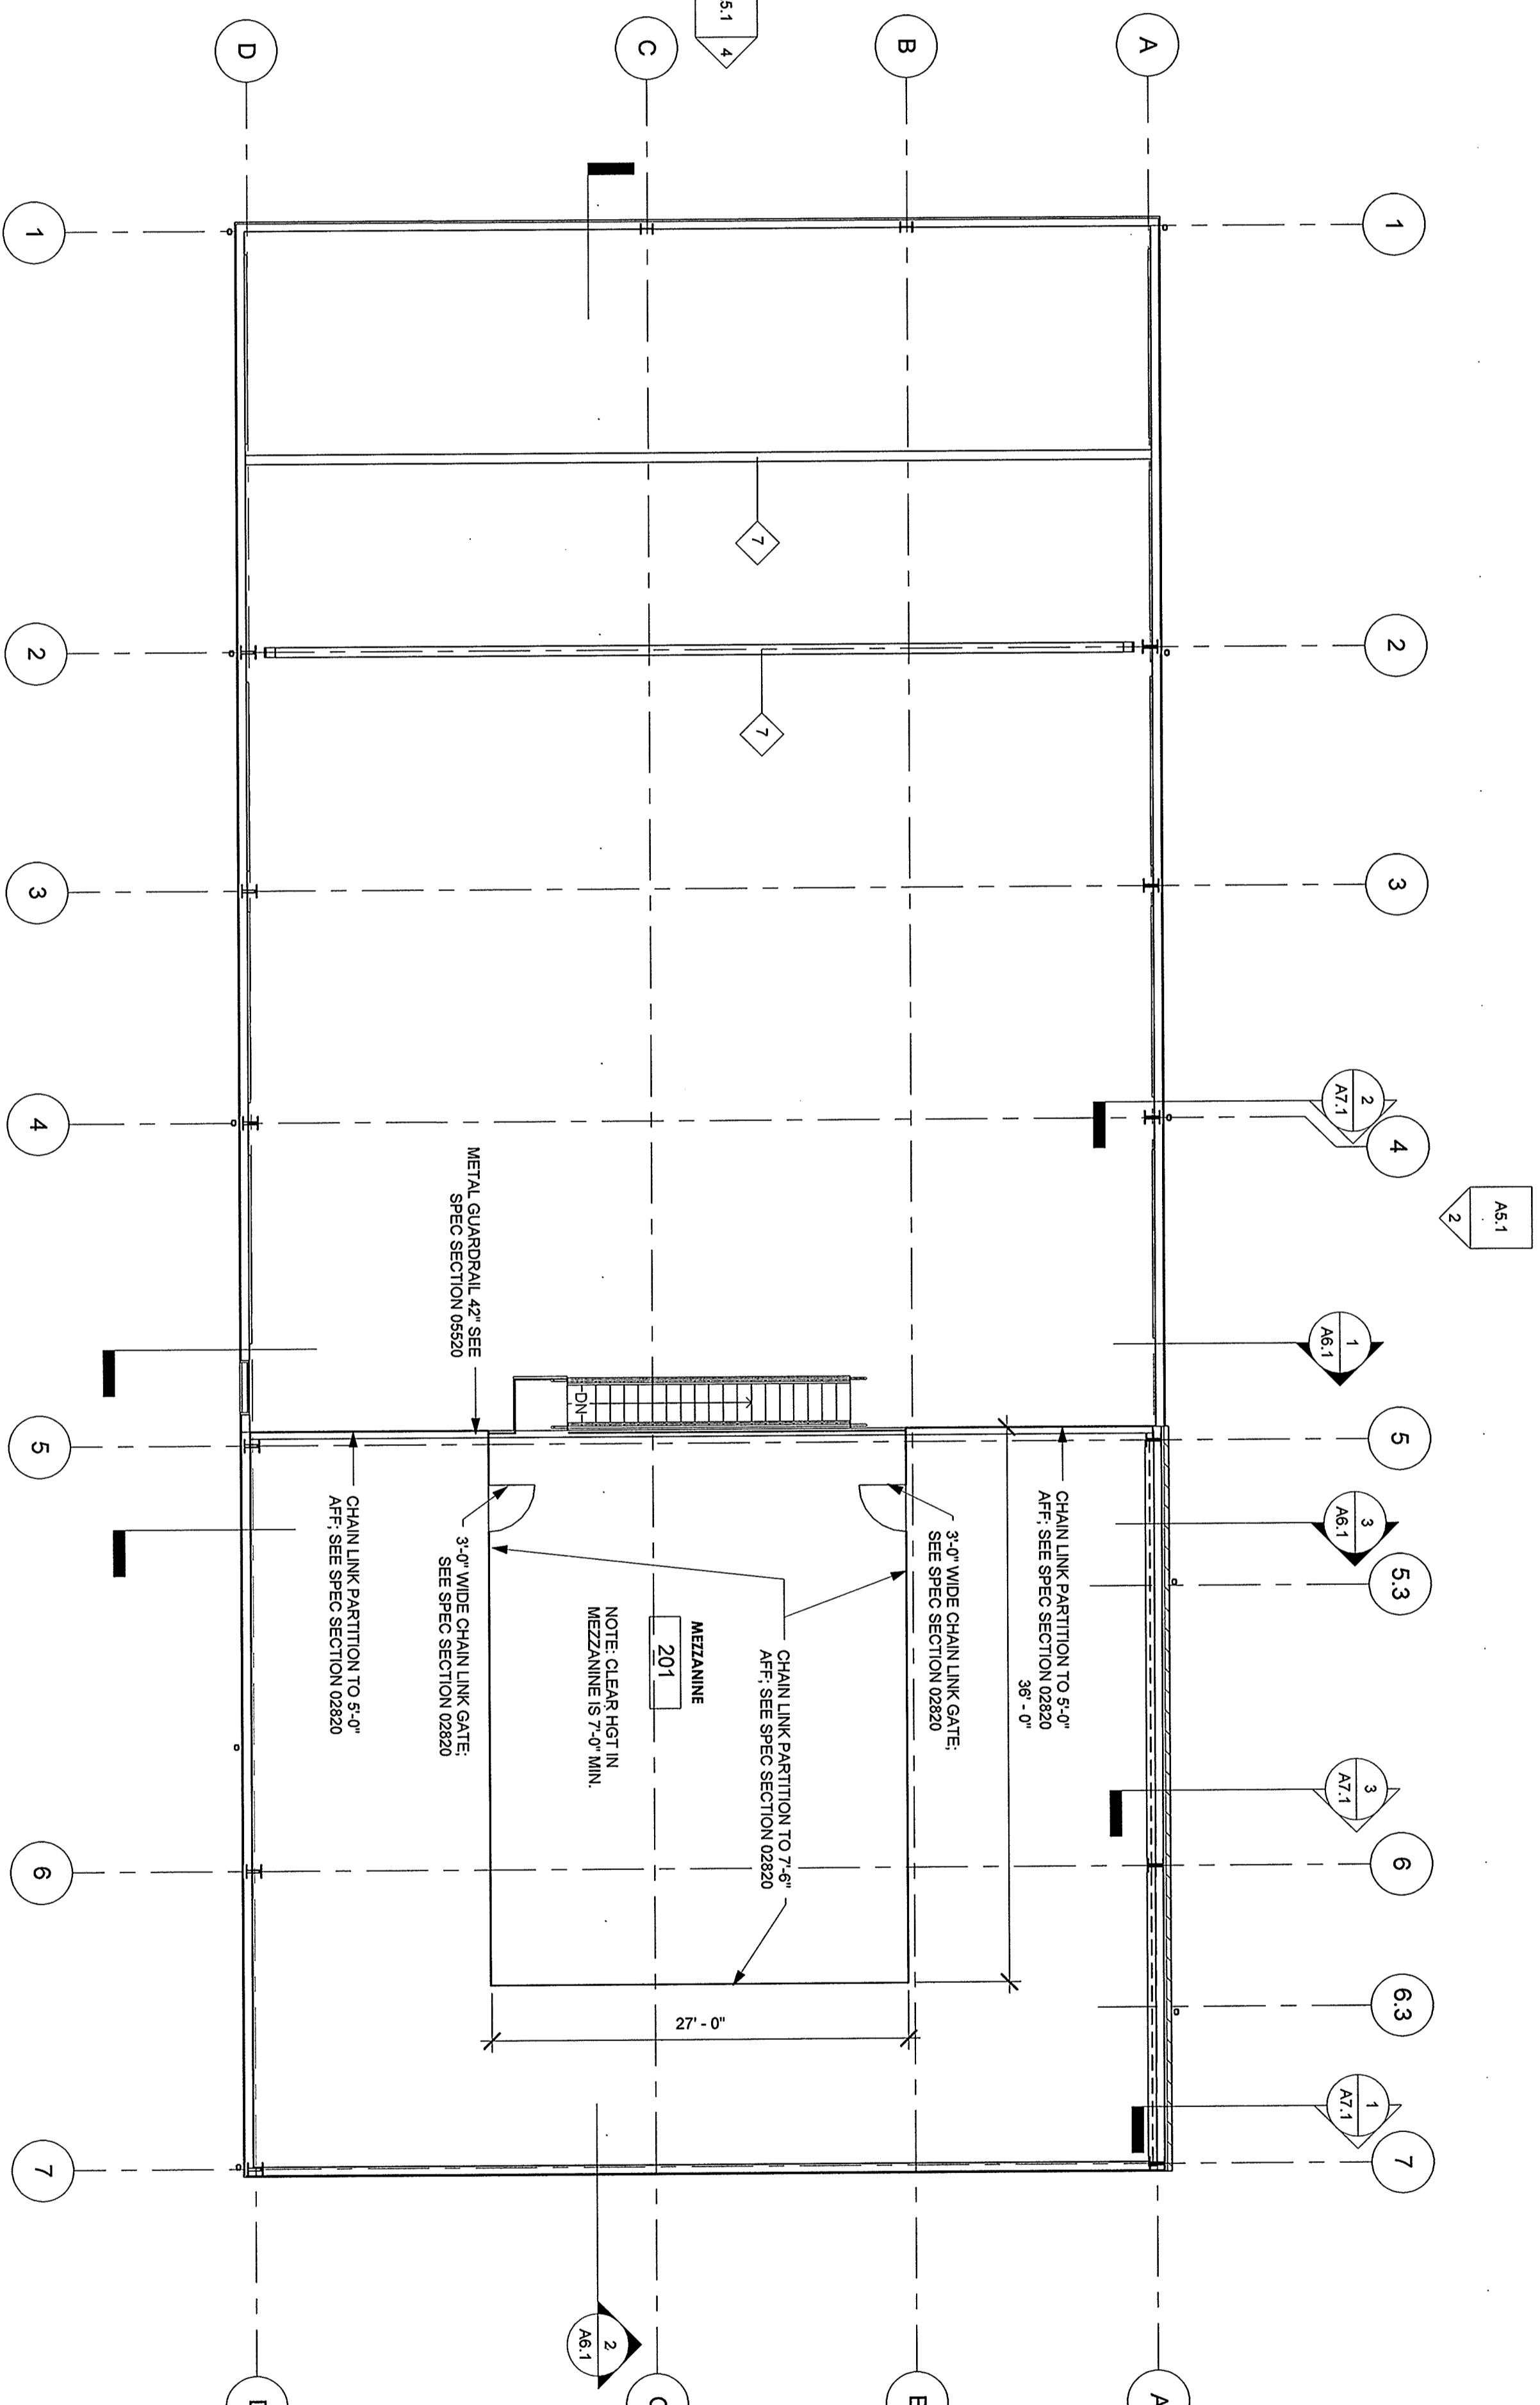 1
2
3
4
5
5.3
6
6.3
7
A5.1
2
2
A7.1
1
A6.1
3
A6.1
3
A7.1
1
A7.1
A
A
B
C
D
5.1
4
7
7
CHAIN LINK PARTITION TO 5'-0"
AFF; SEE SPEC SECTION 02820
36' - 0"
3'-0" WIDE CHAIN LINK GATE;
SEE SPEC SECTION 02820
CHAIN LINK PARTITION TO 7'-6"
AFF; SEE SPEC SECTION 02820
MEZZANINE
201
NOTE: CLEAR HGT IN
MEZZANINE IS 7'-0" MIN.
27' - 0"
DN
METAL GUARDRAIL 42" SEE
SPEC SECTION 05520
3'-0" WIDE CHAIN LINK GATE;
SEE SPEC SECTION 02820
CHAIN LINK PARTITION TO 5'-0"
AFF; SEE SPEC SECTION 02820
2
A6.1
1
2
3
4
5
6
7